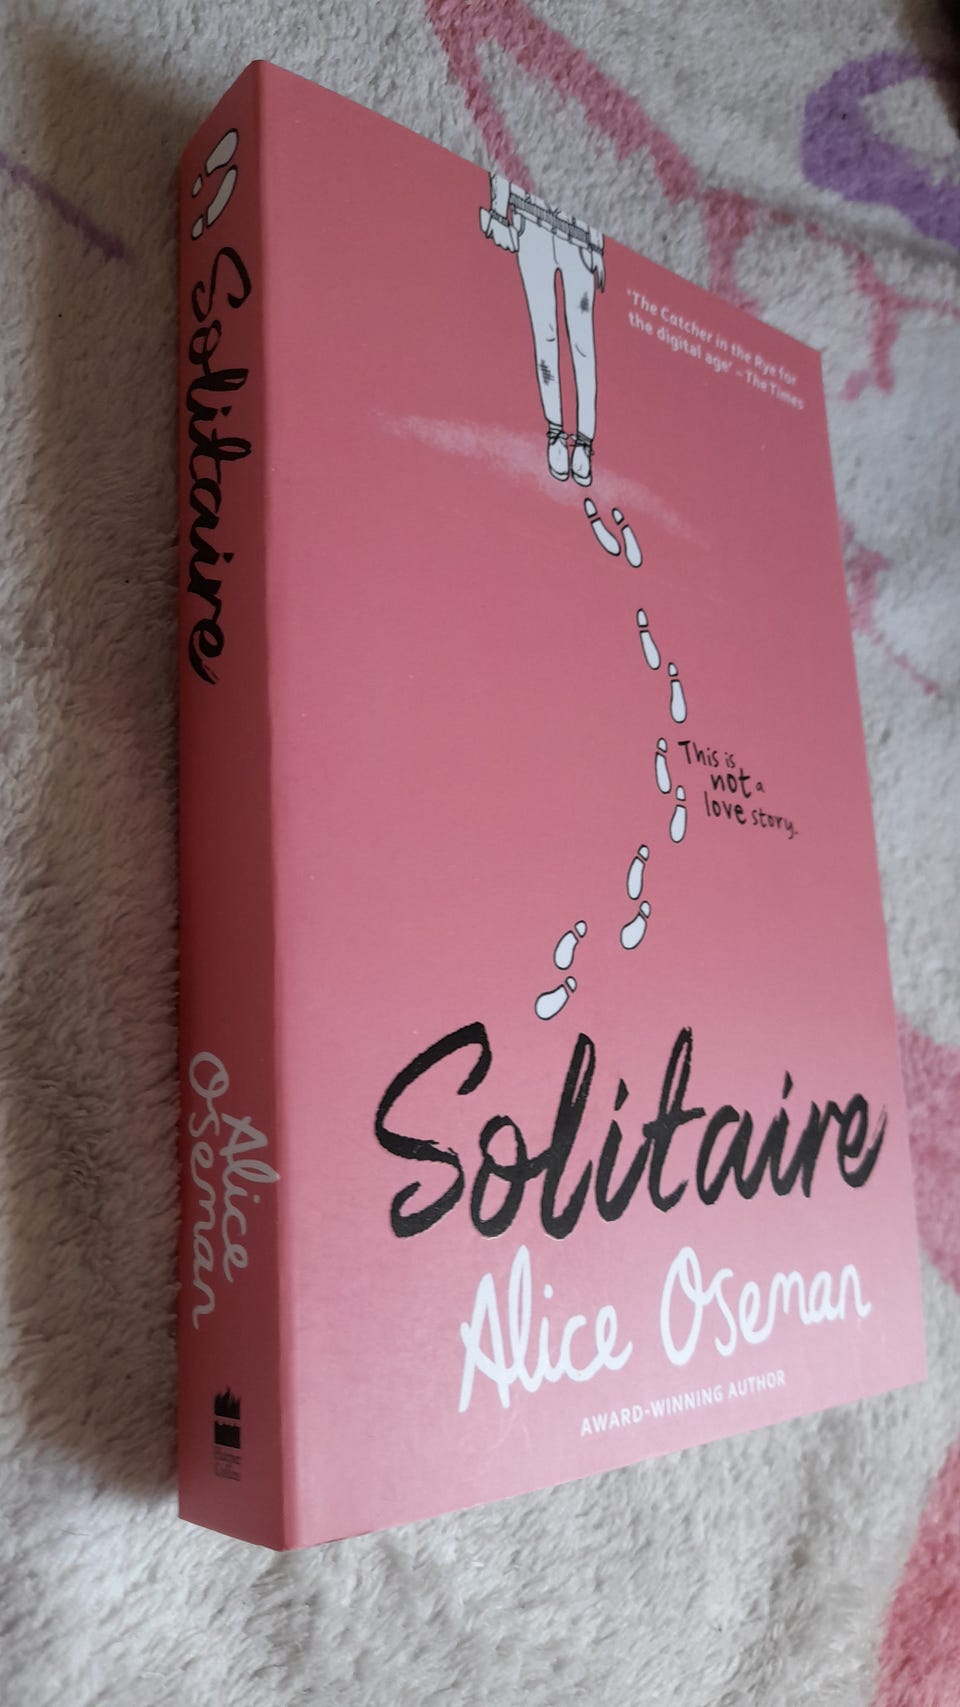 Solitaire
Alice
Oseman
'The Catcher in the Rye for
the digital age' – The Times
This is
not a
love story.
Solitaire
Alice Oseman
AWARD-WINNING AUTHOR